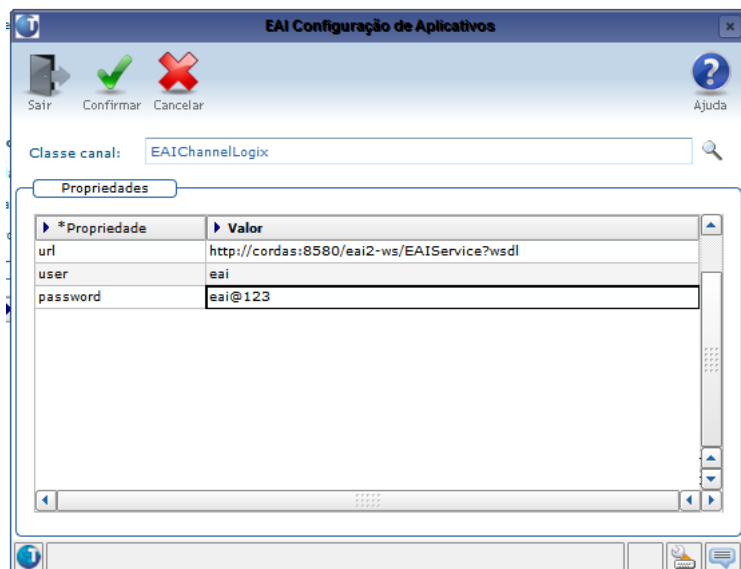 EAI Configuração de Aplicativos
Sair Confirmar Cancelar Ajuda
Classe canal: EAIChannelLogix
Propriedades
*Propriedade Valor
url http://cordas:8580/eai2-ws/EAIService?wsdl
user eai
password eai@123